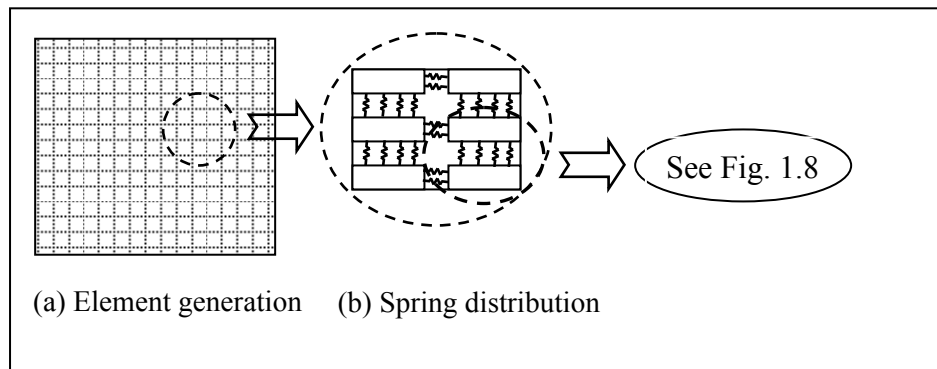 See Fig. 1.8
(a) Element generation (b) Spring distribution